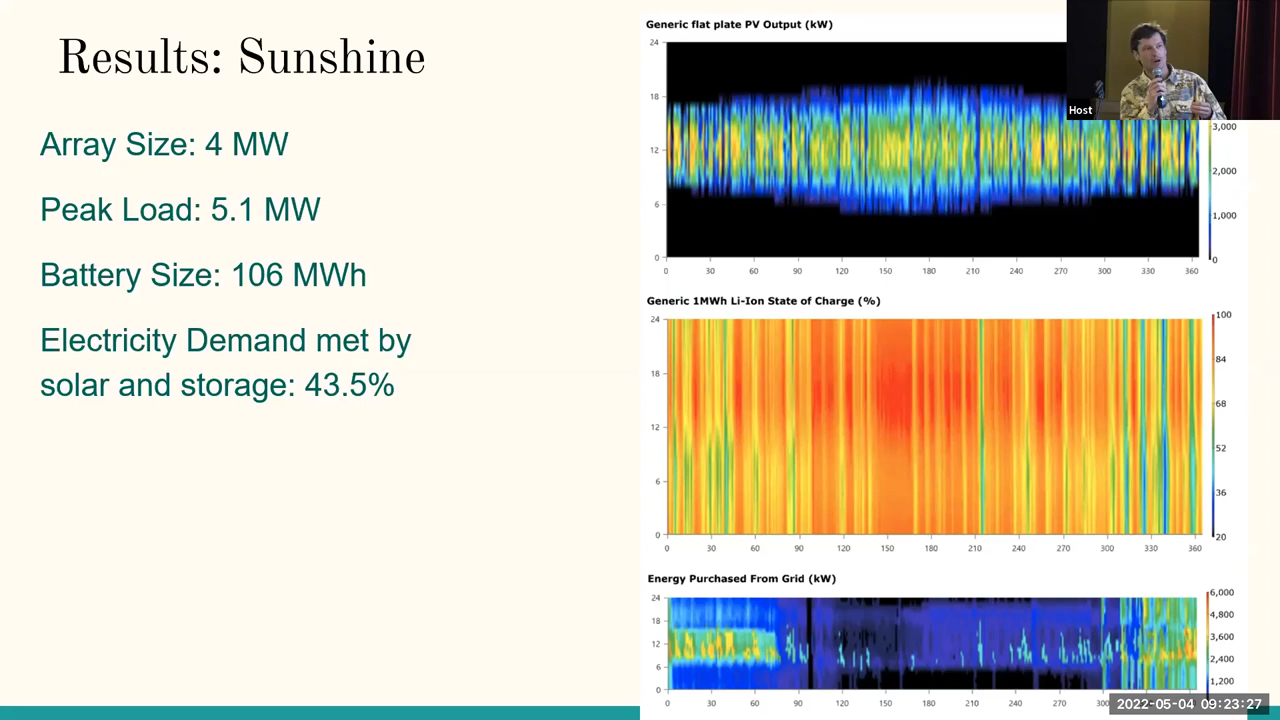 Results: Sunshine
Array Size: 4 MW
Peak Load: 5.1 MW
Battery Size: 106 MWh
Electricity Demand met by
solar and storage: 43.5%
Generic flat plate PV Output (kW)
24
18
12
6
0
0 30 60 90 120 150 180 210 240 270 300 330 360
3,000
2,000
1,000
0
Host
Generic 1MWh Li-Ion State of Charge (%)
24
18
12
6
0
0 30 60 90 120 150 180 210 240 270 300 330 360
100
84
68
52
36
20
Energy Purchased From Grid (kW)
24
18
12
6
0
0 30 60 90 120 150 180 210 240 270
6,000
4,800
3,600
2,400
1,200
2022-05-04 09:23:27